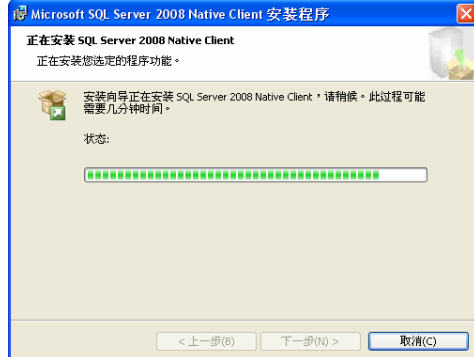 Microsoft SQL Server 2008 Native Client 安装程序
正在安装 SQL Server 2008 Native Client
正在安装您选定的程序功能。
安装向导正在安装 SQL Server 2008 Native Client，请稍候。此过程可能
需要几分钟时间。
状态:
< 上一步(B)
下一步(N) >
取消(C)